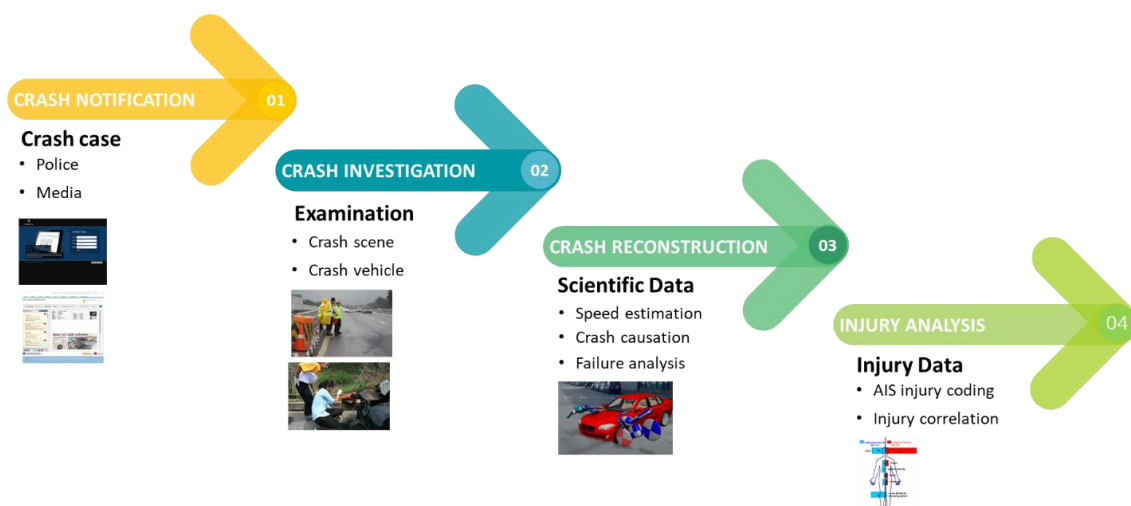 CRASH NOTIFICATION 01
Crash case
• Police
• Media
CRASH INVESTIGATION 02
Examination
• Crash scene
• Crash vehicle
CRASH RECONSTRUCTION 03
Scientific Data
• Speed estimation
• Crash causation
• Failure analysis
INJURY ANALYSIS 04
Injury Data
• AIS injury coding
• Injury correlation